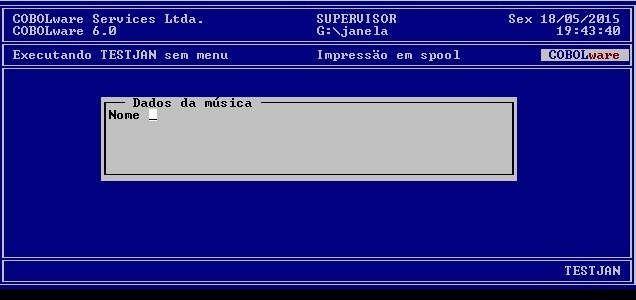 COBOLware Services Ltda. SUPERVISOR Sex 18/05/2015
COBOLware 6.0 G:\janela 19:43:40
Executando TESTJAN sem menu Impressão em spool COBOLware
Dados da música
Nome
TESTJAN